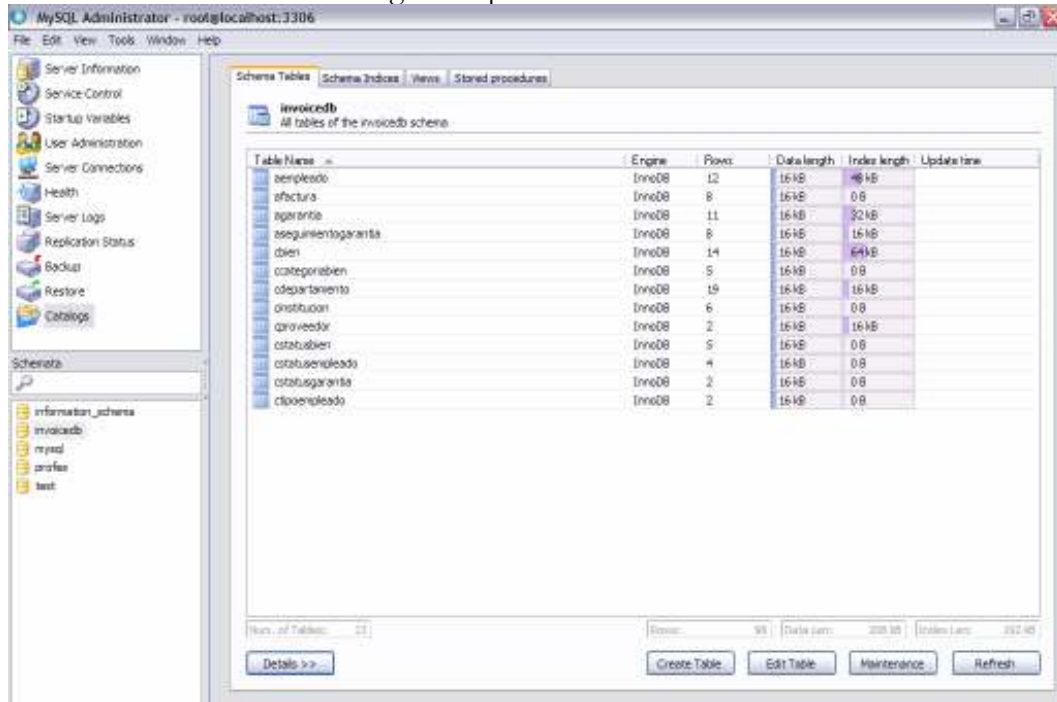 MySQL Administrator - root@localhost:3306
File Edit View Tools Window Help
Server Information
Service Control
Startup Variables
User Administration
Server Connections
Health
Server Logs
Replication Status
Backup
Restore
Catalogs
Schemata
information_schema
invoicedb
mysql
profes
test
Schema Tables Schema Indices Views Stored procedures
invoicedb
All tables of the invoicedb schema
Table Name Engine Rows Data length Index length Update time
aempleado InnoDB 12 16 kB 48 kB
afactura InnoDB 8 16 kB 0 B
agarantia InnoDB 11 16 kB 32 kB
aseguimientogarantia InnoDB 8 16 kB 16 kB
cbien InnoDB 14 16 kB 64 kB
ccategoriabien InnoDB 5 16 kB 0 B
cdepartamento InnoDB 19 16 kB 16 kB
cinstitucion InnoDB 6 16 kB 0 B
cproveedor InnoDB 2 16 kB 16 kB
cstatusbien InnoDB 5 16 kB 0 B
cstatusempleado InnoDB 4 16 kB 0 B
cstatusgarantia InnoDB 2 16 kB 0 B
ctipoempleado InnoDB 2 16 kB 0 B
Num. of Tables: 13 Rows: 98 Data Len: 208 kB Index Len: 192 kB
Details >> Create Table Edit Table Maintenance Refresh